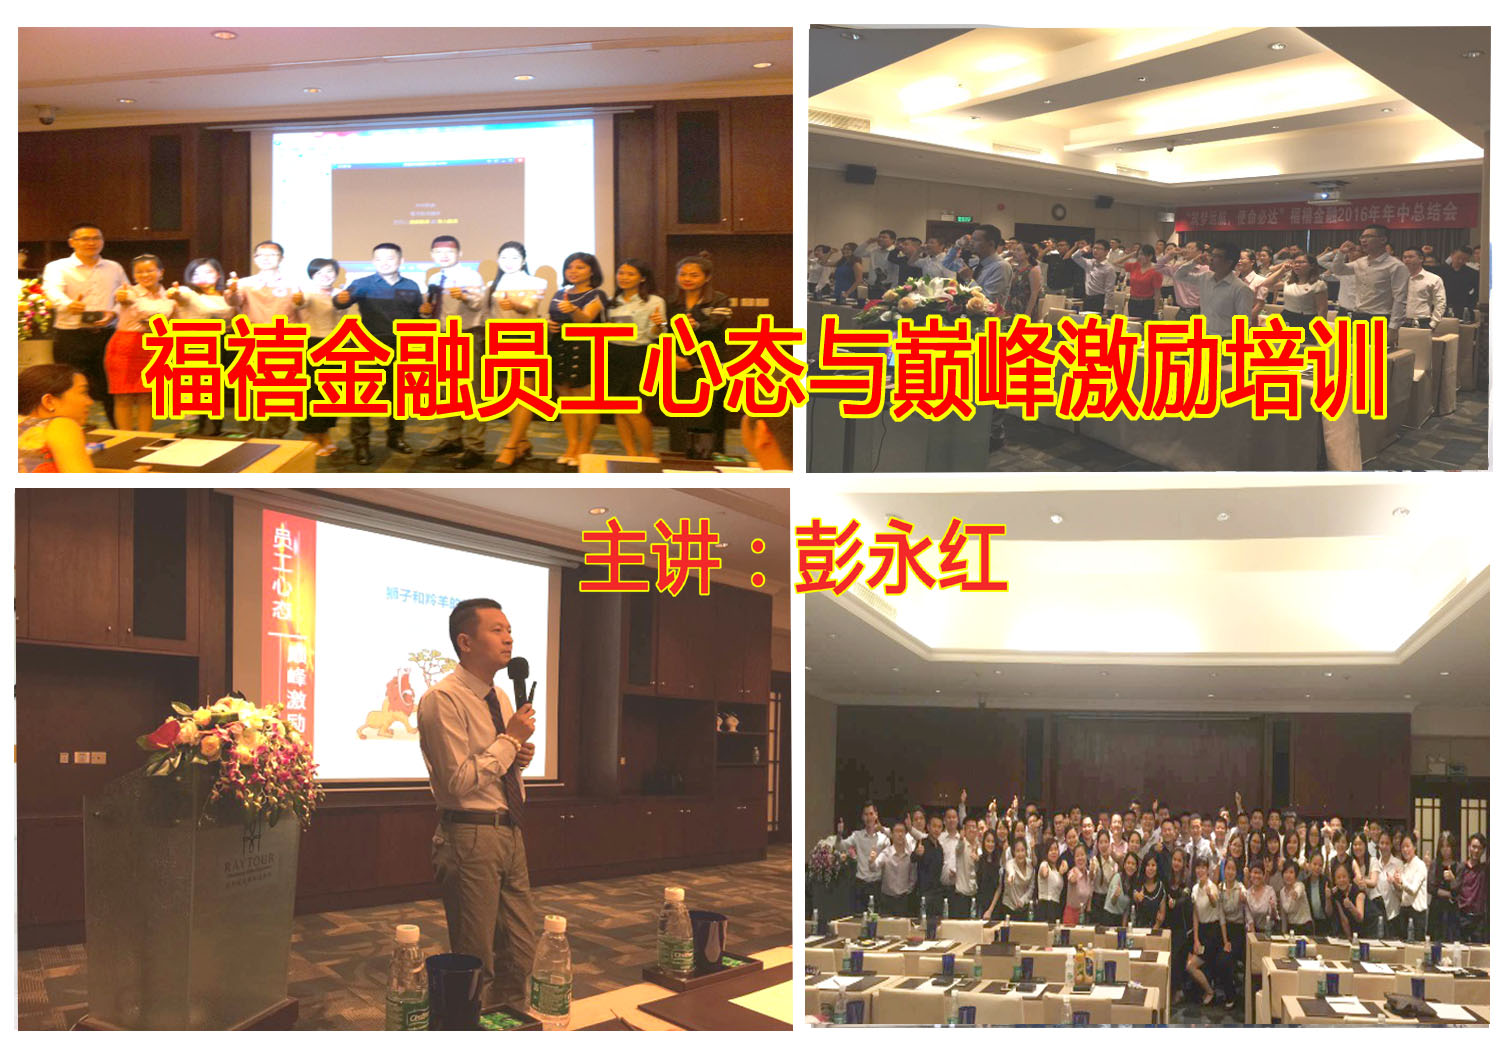 "筑梦远航，使命必达" 福禧金融2016年年中总结会
福禧金融员工心态与巅峰激励培训
主讲：彭永红
员工心态——巅峰激励
狮子和羚羊的
RAYTOUR